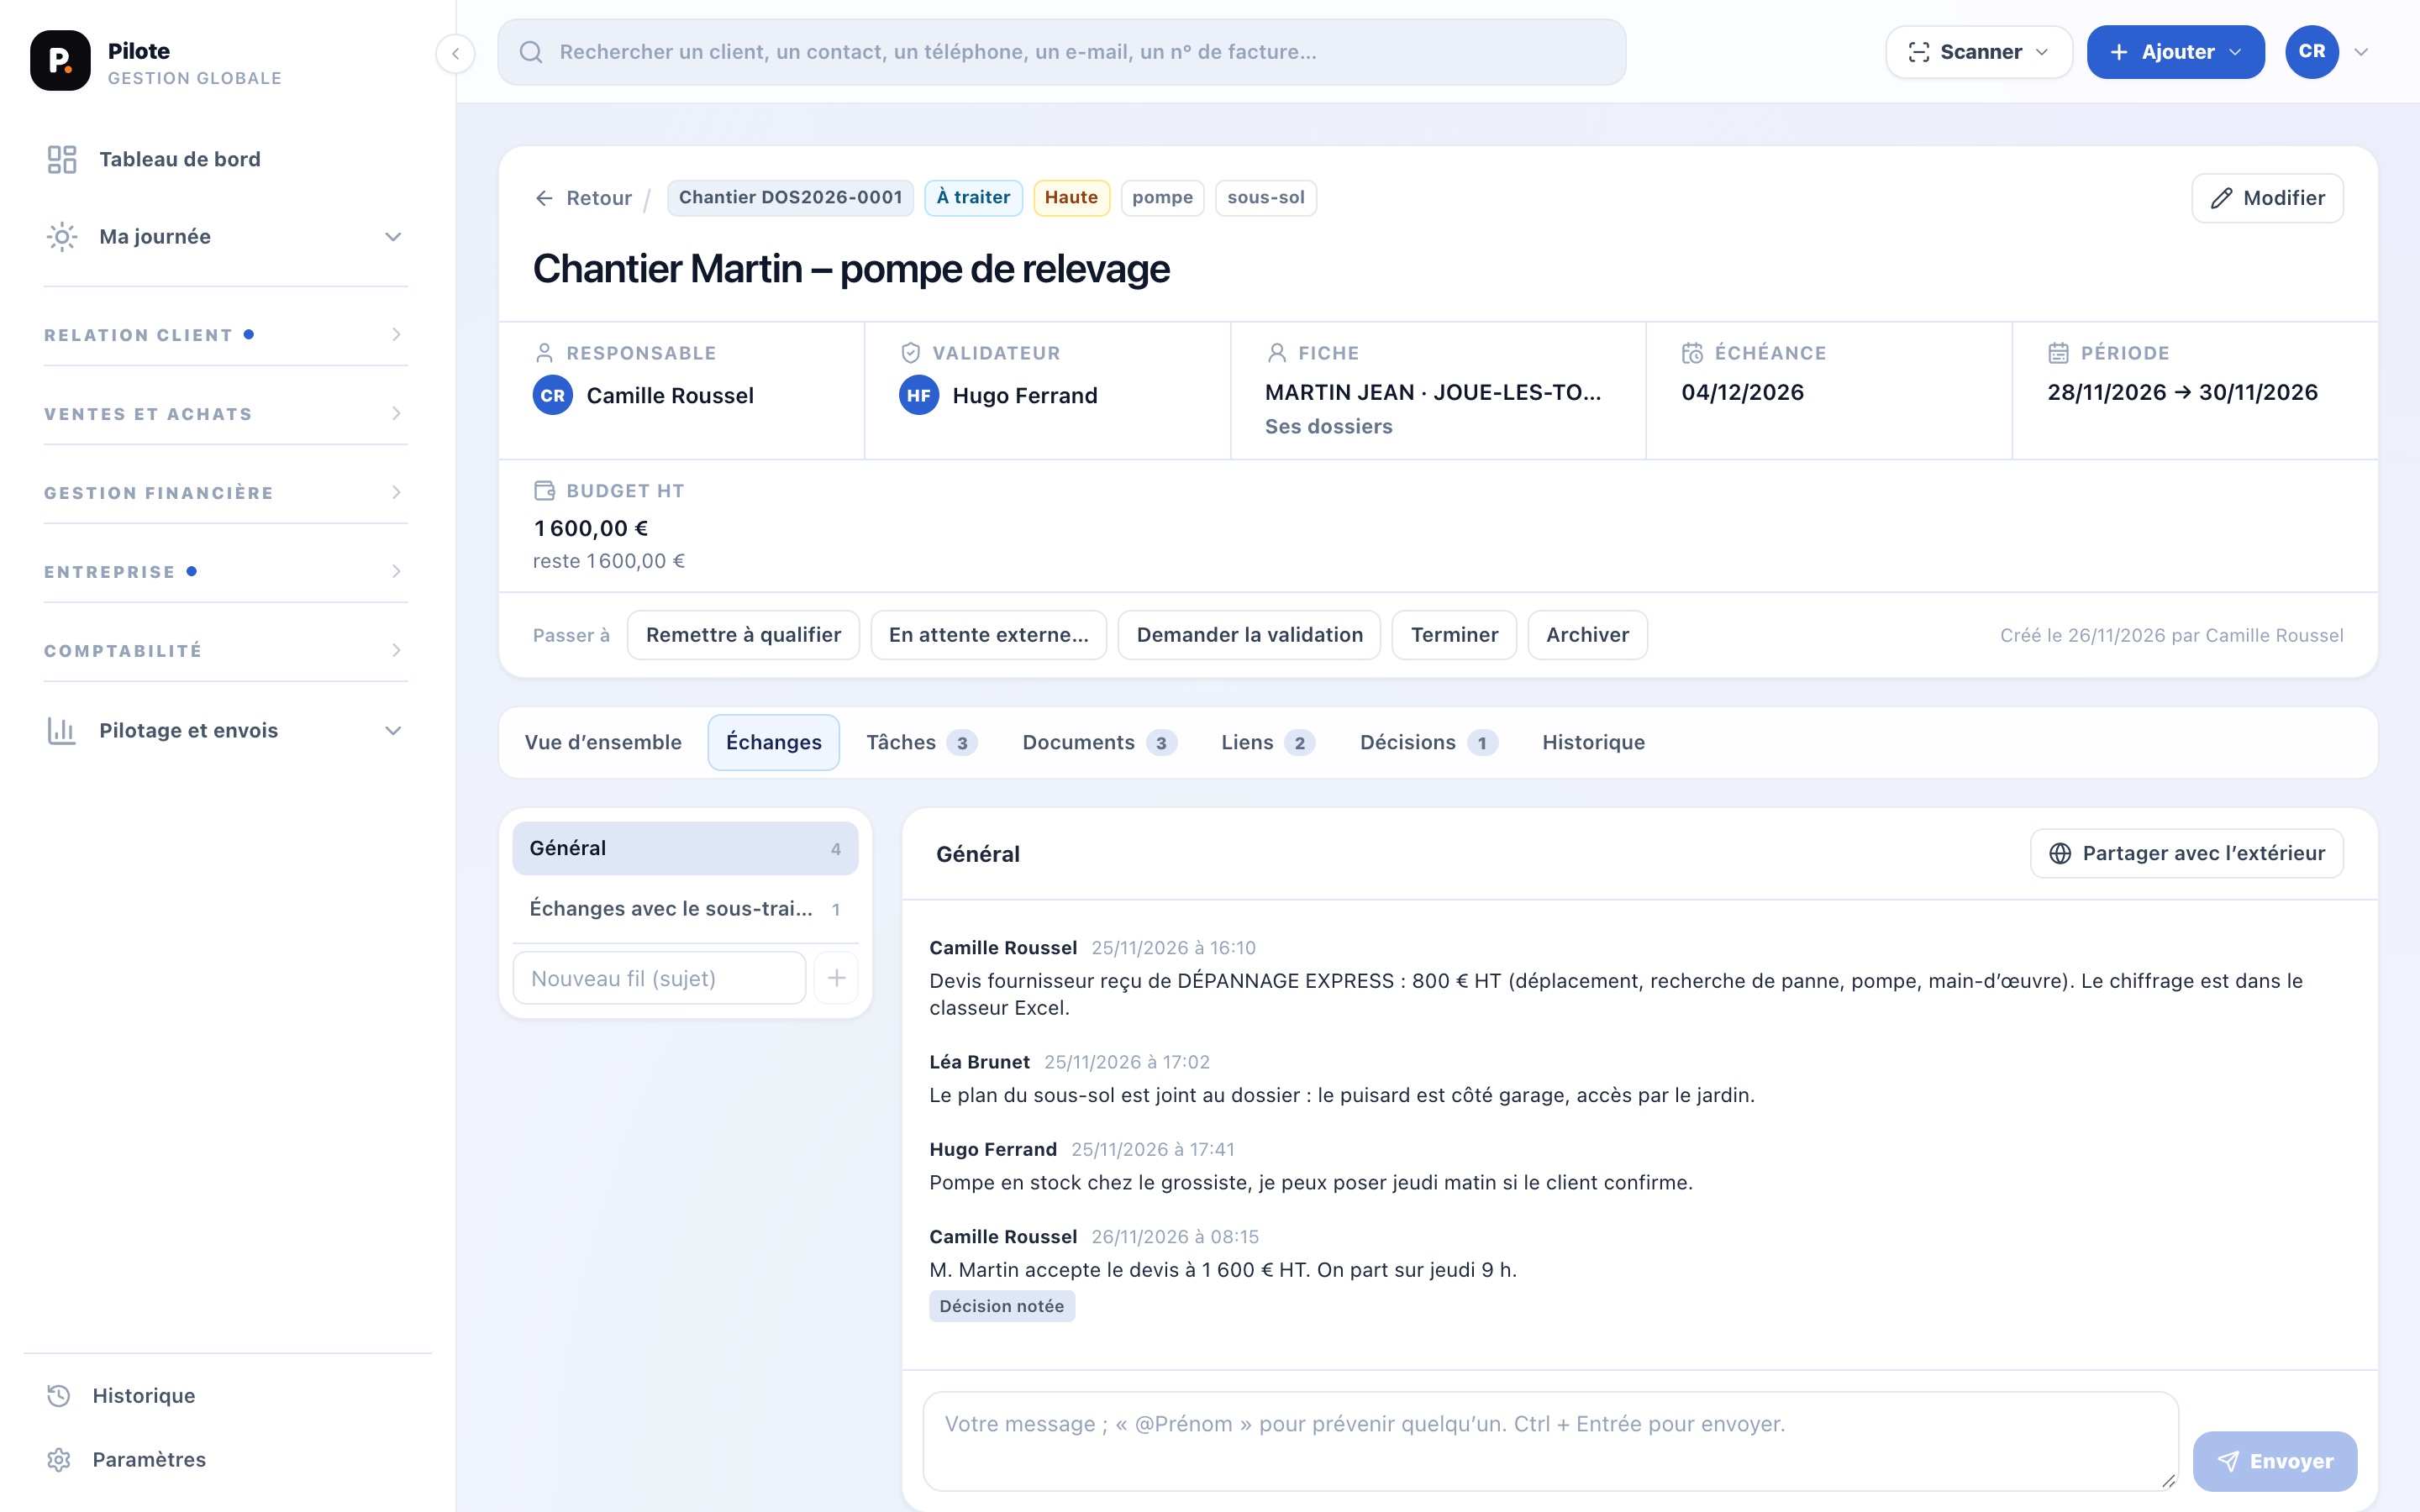 Pilote
GESTION GLOBALE
Rechercher un client, un contact, un téléphone, un e-mail, un n° de facture...
Scanner
Ajouter
CR
Tableau de bord
Ma journée
RELATION CLIENT
VENTES ET ACHATS
GESTION FINANCIÈRE
ENTREPRISE
COMPTABILITÉ
Pilotage et envois
Historique
Paramètres
Retour / Chantier DOS2026-0001 À traiter Haute pompe sous-sol
Modifier
Chantier Martin – pompe de relevage
RESPONSABLE
CR Camille Roussel
VALIDATEUR
HF Hugo Ferrand
FICHE
MARTIN JEAN · JOUE-LES-TO...
Ses dossiers
ÉCHÉANCE
04/12/2026
PÉRIODE
28/11/2026 → 30/11/2026
BUDGET HT
1 600,00 €
reste 1 600,00 €
Passer à Remettre à qualifier En attente externe... Demander la validation Terminer Archiver
Créé le 26/11/2026 par Camille Roussel
Vue d’ensemble Échanges Tâches 3 Documents 3 Liens 2 Décisions 1 Historique
Général 4
Échanges avec le sous-trai... 1
Nouveau fil (sujet)
Général
Partager avec l’extérieur
Camille Roussel 25/11/2026 à 16:10
Devis fournisseur reçu de DÉPANNAGE EXPRESS : 800 € HT (déplacement, recherche de panne, pompe, main-d’œuvre). Le chiffrage est dans le
classeur Excel.
Léa Brunet 25/11/2026 à 17:02
Le plan du sous-sol est joint au dossier : le puisard est côté garage, accès par le jardin.
Hugo Ferrand 25/11/2026 à 17:41
Pompe en stock chez le grossiste, je peux poser jeudi matin si le client confirme.
Camille Roussel 26/11/2026 à 08:15
M. Martin accepte le devis à 1 600 € HT. On part sur jeudi 9 h.
Décision notée
Votre message ; « @Prénom » pour prévenir quelqu’un. Ctrl + Entrée pour envoyer.
Envoyer